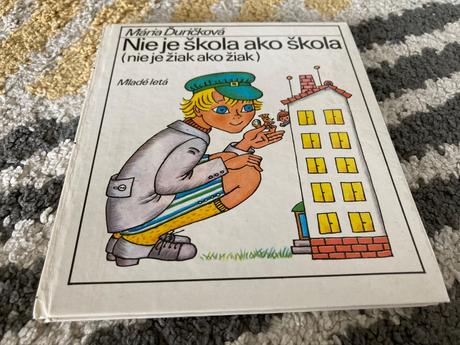 Mária Ďuríčková
Nie je škola ako škola
(nie je žiak ako žiak)
Mladé letá